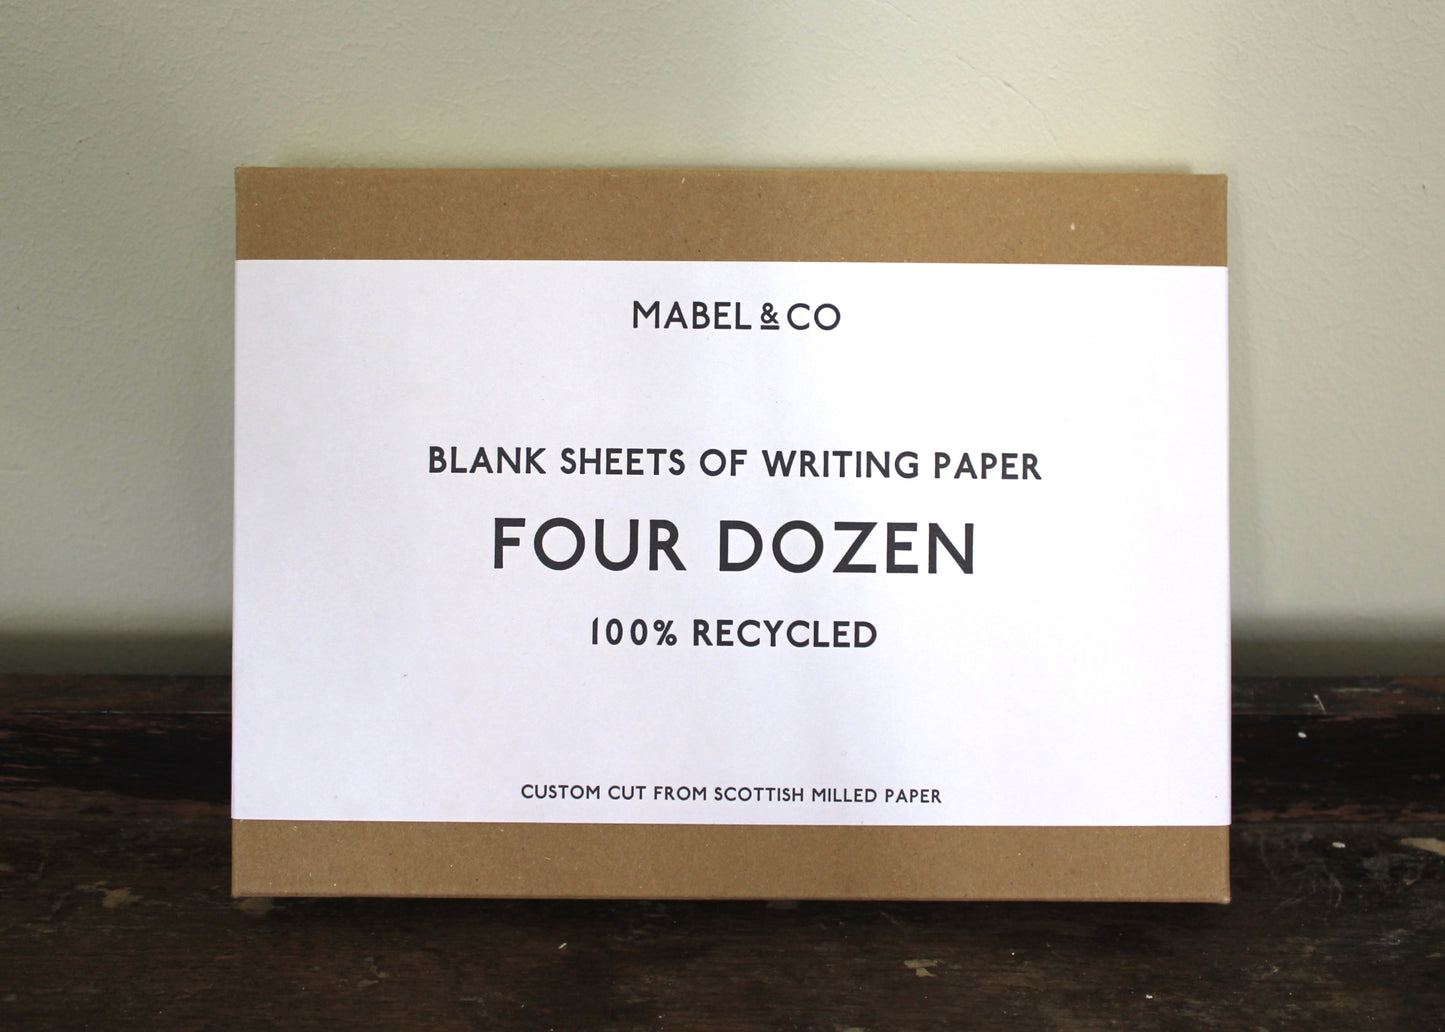 MABEL & CO
BLANK SHEETS OF WRITING PAPER
FOUR DOZEN
100% RECYCLED
CUSTOM CUT FROM SCOTTISH MILLED PAPER